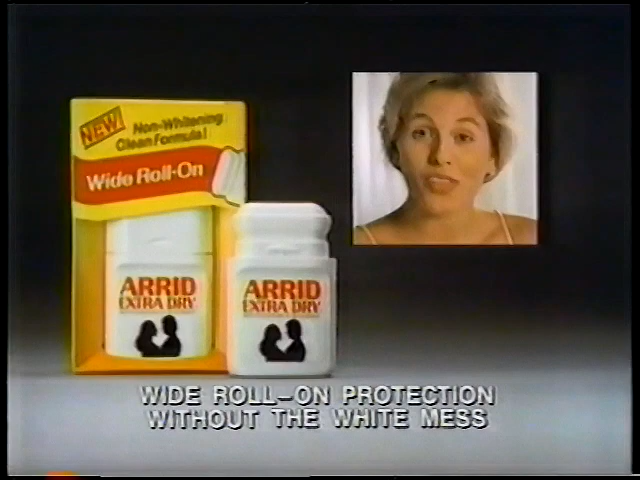 NEW
Non-Whitening
Clean Formula!
Wide Roll-On
ARRID
EXTRA DRY
ARRID
EXTRA DRY
WIDE ROLL-ON PROTECTION
WITHOUT THE WHITE MESS